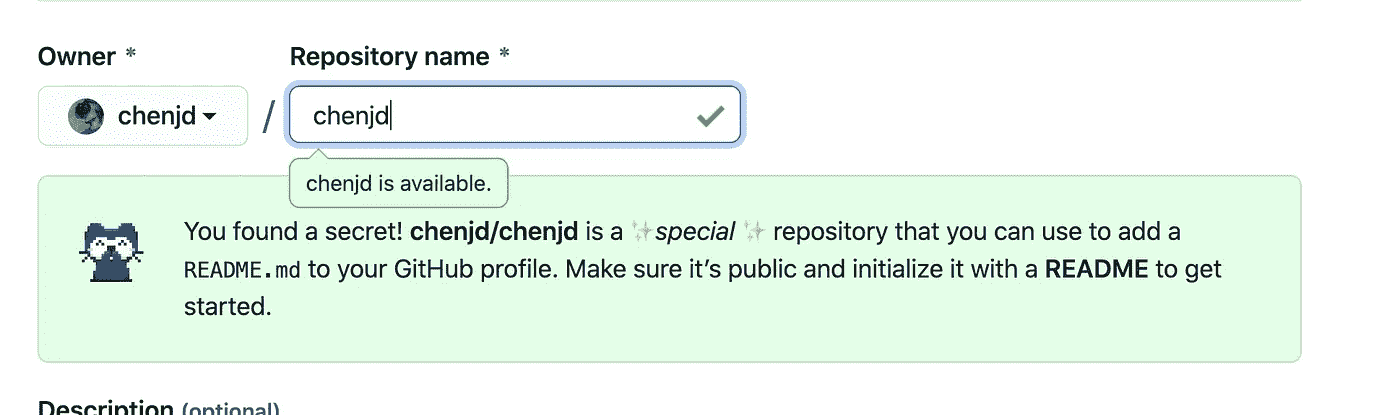 Owner *
Repository name *
chenjd
/
chenjd
chenjd is available.
You found a secret! chenjd/chenjd is a ✨special ✨ repository that you can use to add a
README.md to your GitHub profile. Make sure it’s public and initialize it with a README to get
started.
Description (optional)